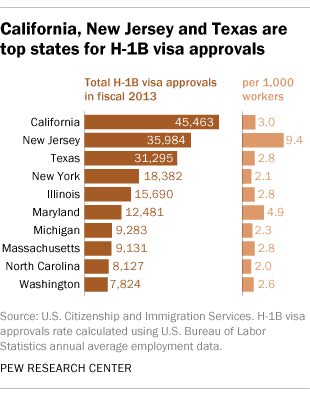 California, New Jersey and Texas are
top states for H-1B visa approvals
Total H-1B visa approvals
in fiscal 2013
per 1,000
workers
California 45,463 3.0
New Jersey 35,984 9.4
Texas 31,295 2.8
New York 18,382 2.1
Illinois 15,690 2.8
Maryland 12,481 4.9
Michigan 9,283 2.3
Massachusetts 9,131 2.8
North Carolina 8,127 2.0
Washington 7,824 2.6
Source: U.S. Citizenship and Immigration Services. H-1B visa
approvals rate calculated using U.S. Bureau of Labor
Statistics annual average employment data.
PEW RESEARCH CENTER